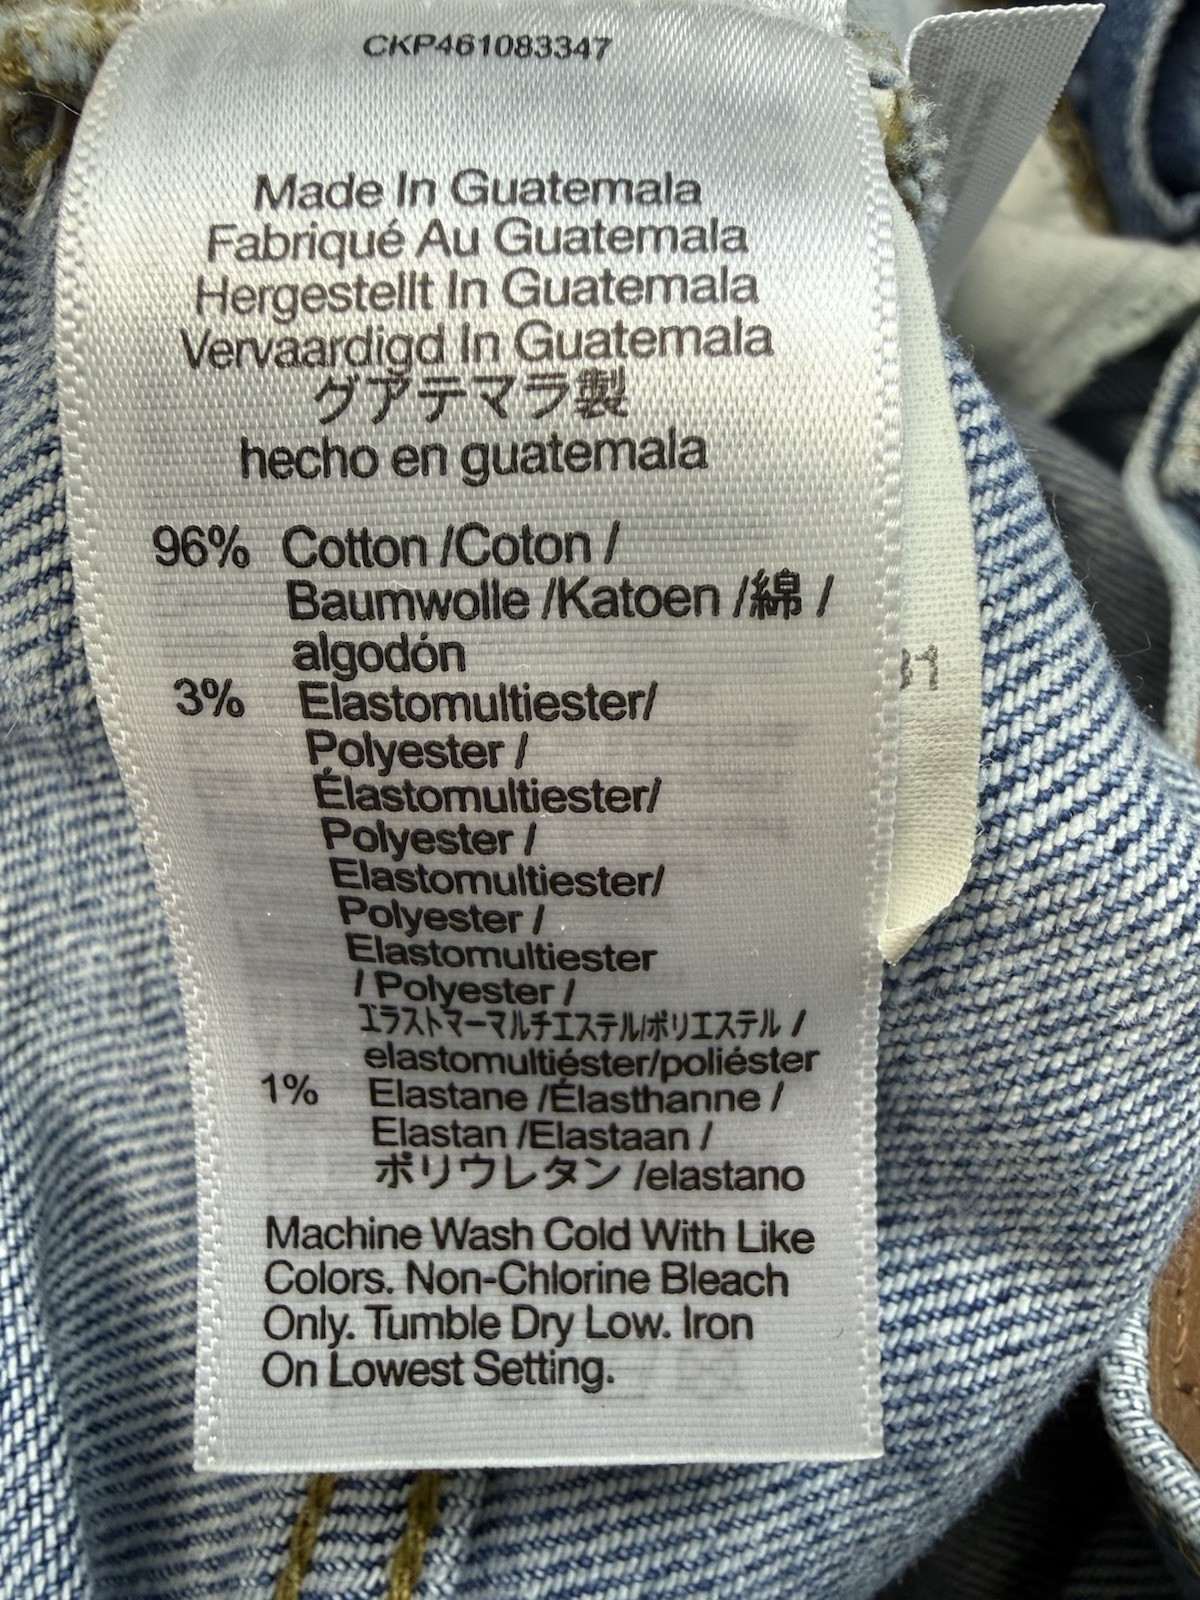 CKP461083347
Made In Guatemala
Fabriqué Au Guatemala
Hergestellt In Guatemala
Vervaardigd In Guatemala
グアテマラ製
hecho en guatemala
96% Cotton /Coton /
Baumwolle /Katoen /綿 /
algodón
3% Elastomultiester/
Polyester /
Élastomultiester/
Polyester /
Elastomultiester/
Polyester /
Elastomultiester
/ Polyester /
エラストマーマルチエステル/ポリエステル /
elastomultiéster/poliéster
1% Elastane /Élasthanne /
Elastan /Elastaan /
ポリウレタン /elastano
Machine Wash Cold With Like
Colors. Non-Chlorine Bleach
Only. Tumble Dry Low. Iron
On Lowest Setting.